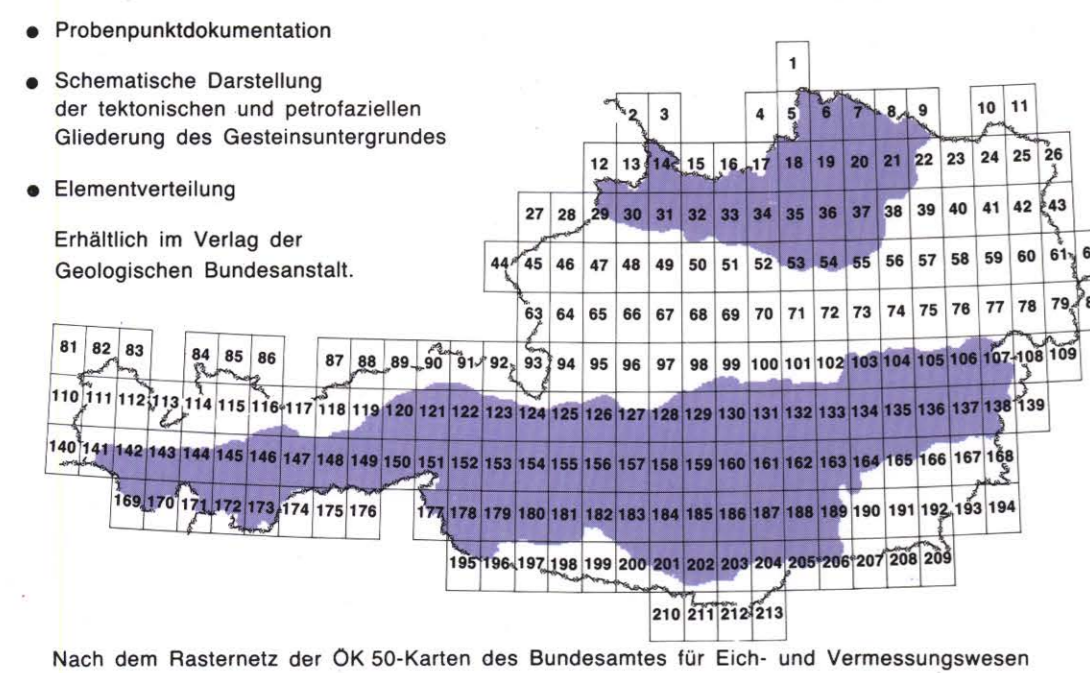 ● Probenpunktdokumentation
● Schematische Darstellung
der tektonischen und petrofaziellen
Gliederung des Gesteinsuntergrundes
● Elementverteilung
Erhältlich im Verlag der
Geologischen Bundesanstalt.
1
2 3 4 5 6 7 8 9 10 11
12 13 14 15 16 17 18 19 20 21 22 23 24 25 26
27 28 29 30 31 32 33 34 35 36 37 38 39 40 41 42 43
44 45 46 47 48 49 50 51 52 53 54 55 56 57 58 59 60 61
63 64 65 66 67 68 69 70 71 72 73 74 75 76 77 78 79
81 82 83 84 85 86 87 88 89 90 91 92 93 94 95 96 97 98 99 100 101 102 103 104 105 106 107 108 109
110 111 112 113 114 115 116 117 118 119 120 121 122 123 124 125 126 127 128 129 130 131 132 133 134 135 136 137 138 139
140 141 142 143 144 145 146 147 148 149 150 151 152 153 154 155 156 157 158 159 160 161 162 163 164 165 166 167 168
169 170 171 172 173 174 175 176 177 178 179 180 181 182 183 184 185 186 187 188 189 190 191 192 193 194
195 196 197 198 199 200 201 202 203 204 205 206 207 208 209
210 211 212 213
Nach dem Rasternetz der ÖK 50-Karten des Bundesamtes für Eich- und Vermessungswesen